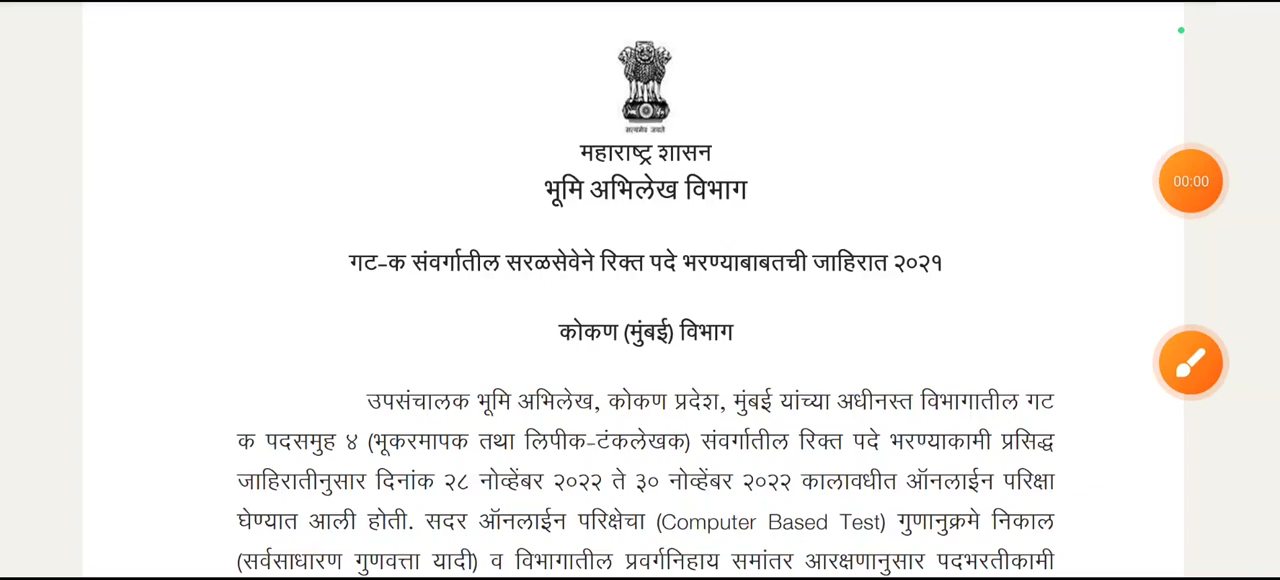 सत्यमेव जयते
महाराष्ट्र शासन
भूमि अभिलेख विभाग
गट-क संवर्गातील सरळसेवेने रिक्त पदे भरण्याबाबतची जाहिरात २०२१
कोकण (मुंबई) विभाग
उपसंचालक भूमि अभिलेख, कोकण प्रदेश, मुंबई यांच्या अधीनस्त विभागातील गट
क पदसमुह ४ (भूकरमापक तथा लिपीक-टंकलेखक) संवर्गातील रिक्त पदे भरण्याकामी प्रसिद्ध
जाहिरातीनुसार दिनांक २८ नोव्हेंबर २०२२ ते ३० नोव्हेंबर २०२२ कालावधीत ऑनलाईन परिक्षा
घेण्यात आली होती. सदर ऑनलाईन परिक्षेचा (Computer Based Test) गुणानुक्रमे निकाल
(सर्वसाधारण गुणवत्ता यादी) व विभागातील प्रवर्गनिहाय समांतर आरक्षणानुसार पदभरतीकामी
00:00